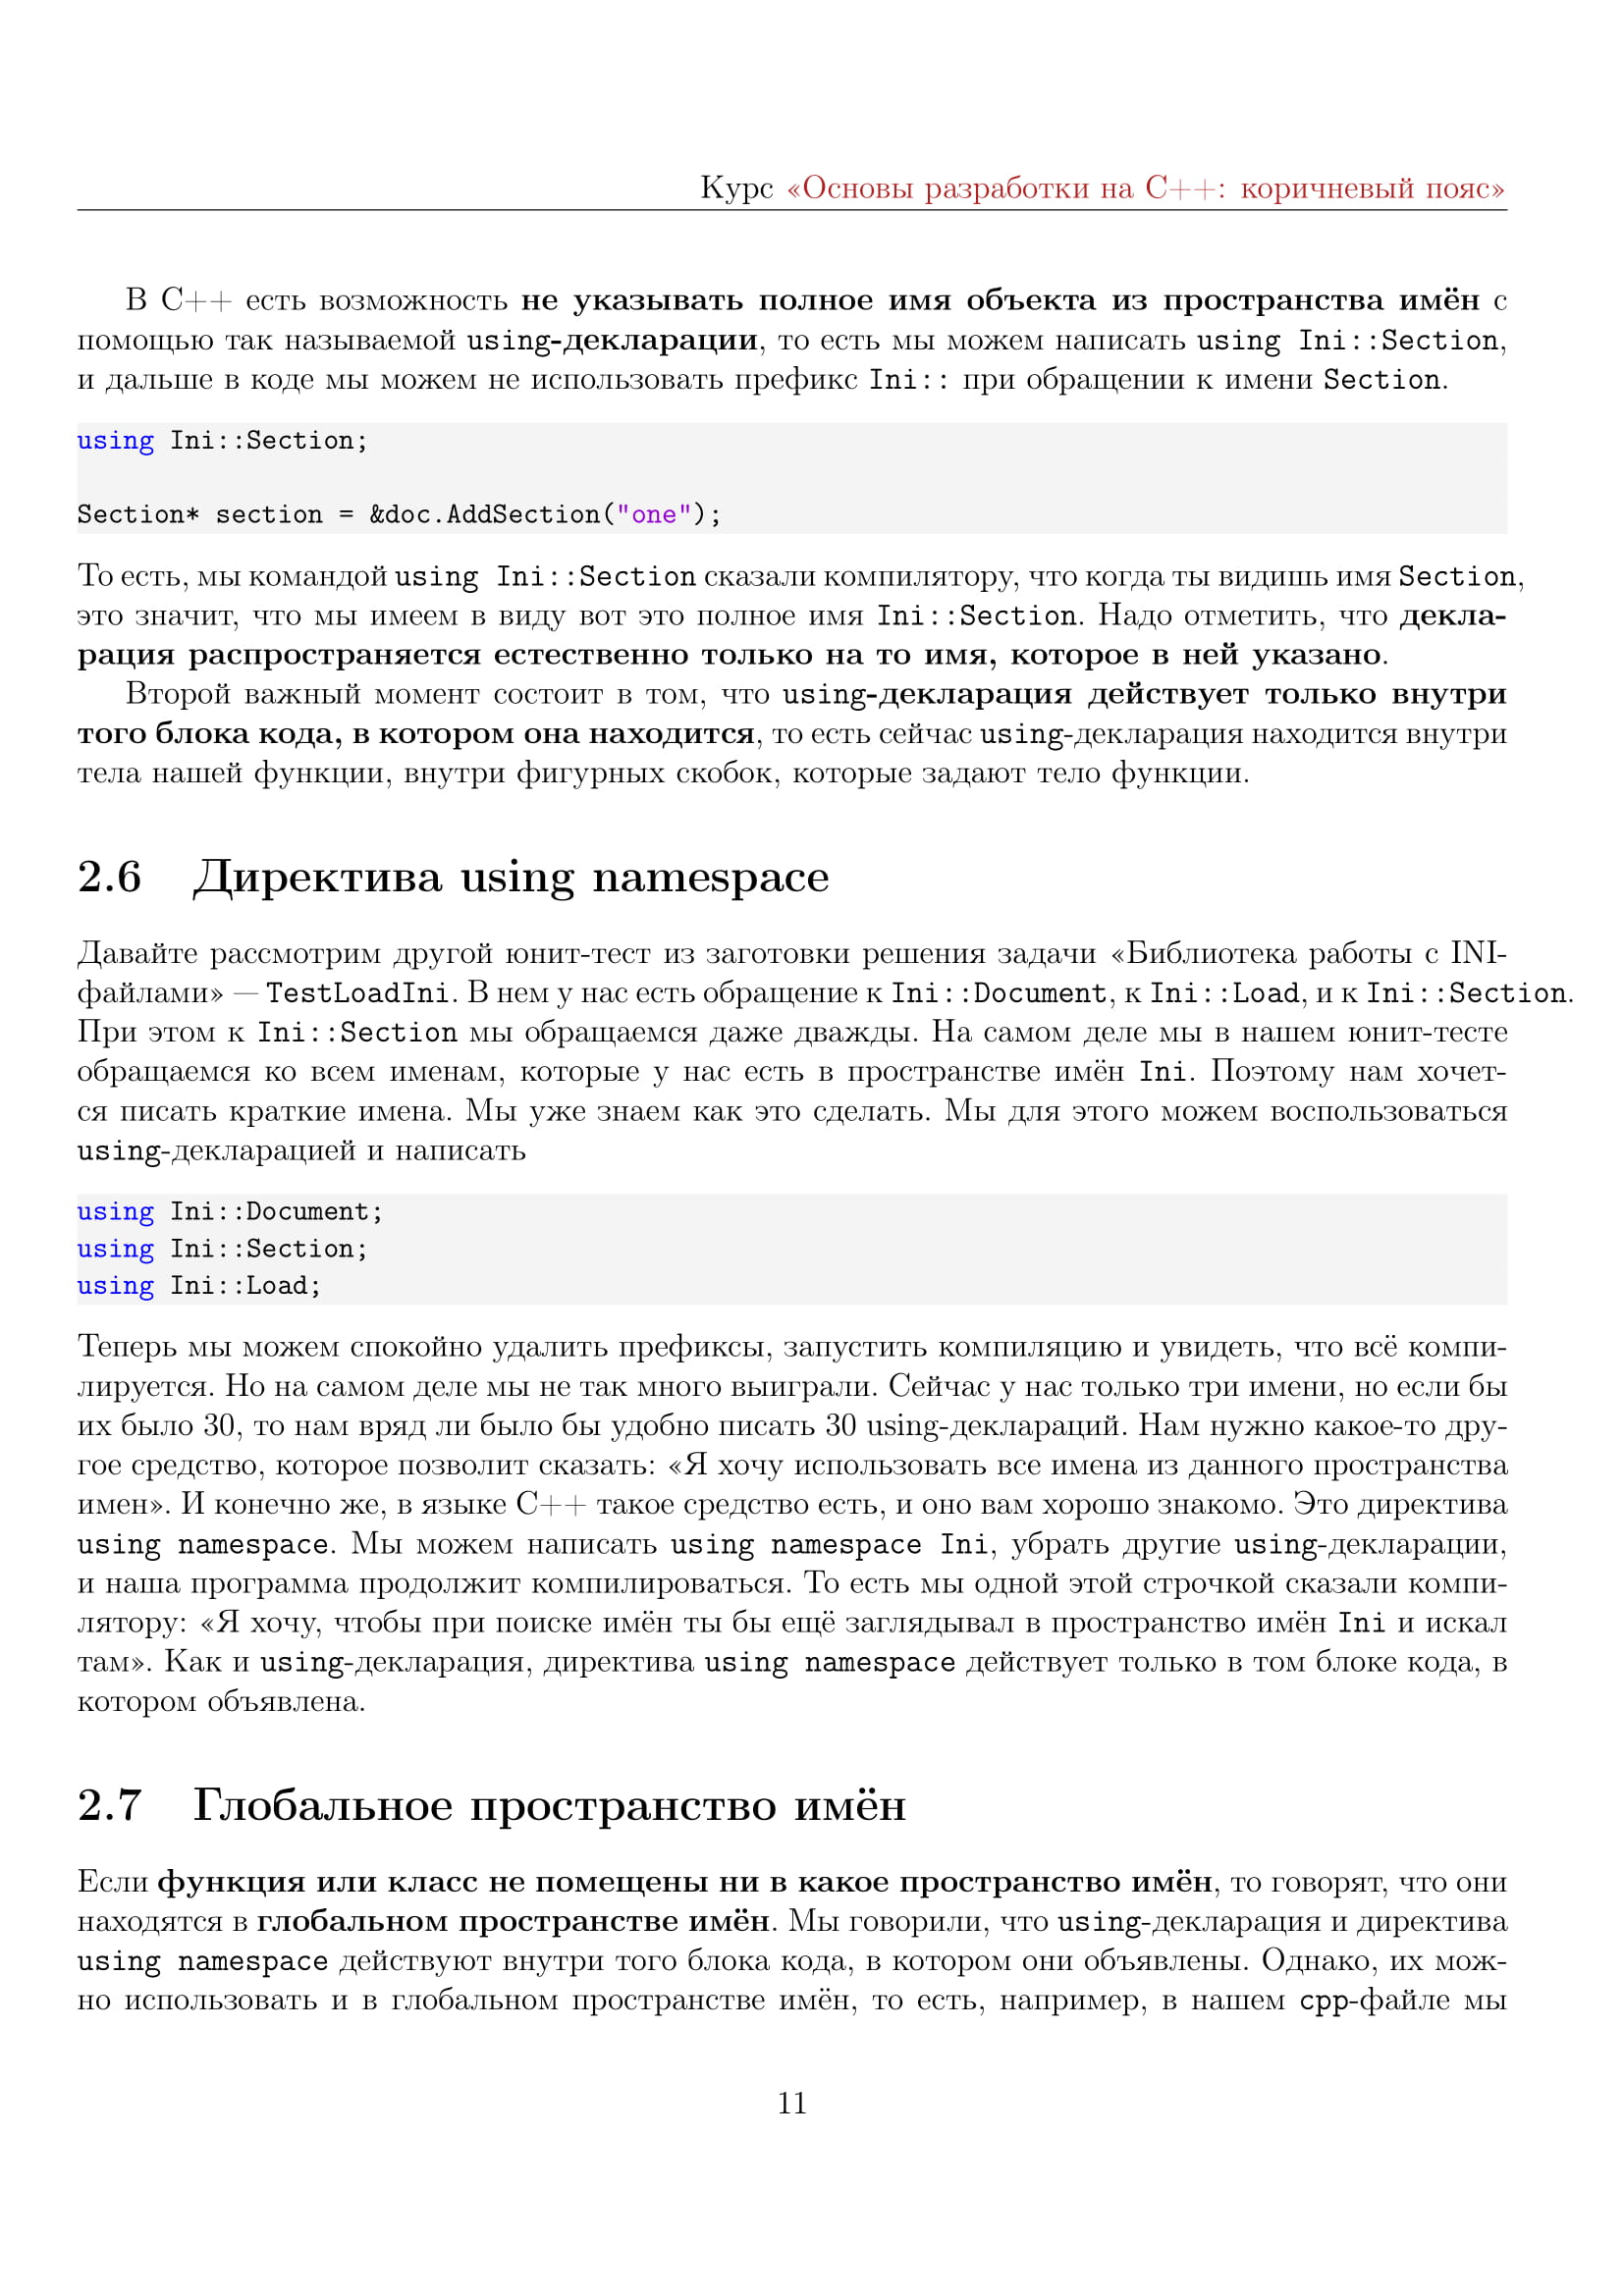 Курс «Основы разработки на C++: коричневый пояс»
В C++ есть возможность не указывать полное имя объекта из пространства имён с
помощью так называемой using-декларации, то есть мы можем написать using Ini::Section,
и дальше в коде мы можем не использовать префикс Ini:: при обращении к имени Section.
using Ini::Section;
Section* section = &doc.AddSection("one");
То есть, мы командой using Ini::Section сказали компилятору, что когда ты видишь имя Section,
это значит, что мы имеем в виду вот это полное имя Ini::Section. Надо отметить, что декла-
рация распространяется естественно только на то имя, которое в ней указано.
Второй важный момент состоит в том, что using-декларация действует только внутри
того блока кода, в котором она находится, то есть сейчас using-декларация находится внутри
тела нашей функции, внутри фигурных скобок, которые задают тело функции.
2.6 Директива using namespace
Давайте рассмотрим другой юнит-тест из заготовки решения задачи «Библиотека работы с INI-
файлами» — TestLoadIni. В нем у нас есть обращение к Ini::Document, к Ini::Load, и к Ini::Section.
При этом к Ini::Section мы обращаемся даже дважды. На самом деле мы в нашем юнит-тесте
обращаемся ко всем именам, которые у нас есть в пространстве имён Ini. Поэтому нам хочет-
ся писать краткие имена. Мы уже знаем как это сделать. Мы для этого можем воспользоваться
using-декларацией и написать
using Ini::Document;
using Ini::Section;
using Ini::Load;
Теперь мы можем спокойно удалить префиксы, запустить компиляцию и увидеть, что всё компи-
лируется. Но на самом деле мы не так много выиграли. Сейчас у нас только три имени, но если бы
их было 30, то нам вряд ли было бы удобно писать 30 using-деклараций. Нам нужно какое-то дру-
гое средство, которое позволит сказать: «Я хочу использовать все имена из данного пространства
имен». И конечно же, в языке C++ такое средство есть, и оно вам хорошо знакомо. Это директива
using namespace. Мы можем написать using namespace Ini, убрать другие using-декларации,
и наша программа продолжит компилироваться. То есть мы одной этой строчкой сказали компи-
лятору: «Я хочу, чтобы при поиске имён ты бы ещё заглядывал в пространство имён Ini и искал
там». Как и using-декларация, директива using namespace действует только в том блоке кода, в
котором объявлена.
2.7 Глобальное пространство имён
Если функция или класс не помещены ни в какое пространство имён, то говорят, что они
находятся в глобальном пространстве имён. Мы говорили, что using-декларация и директива
using namespace действуют внутри того блока кода, в котором они объявлены. Однако, их мож-
но использовать и в глобальном пространстве имён, то есть, например, в нашем cpp-файле мы
11